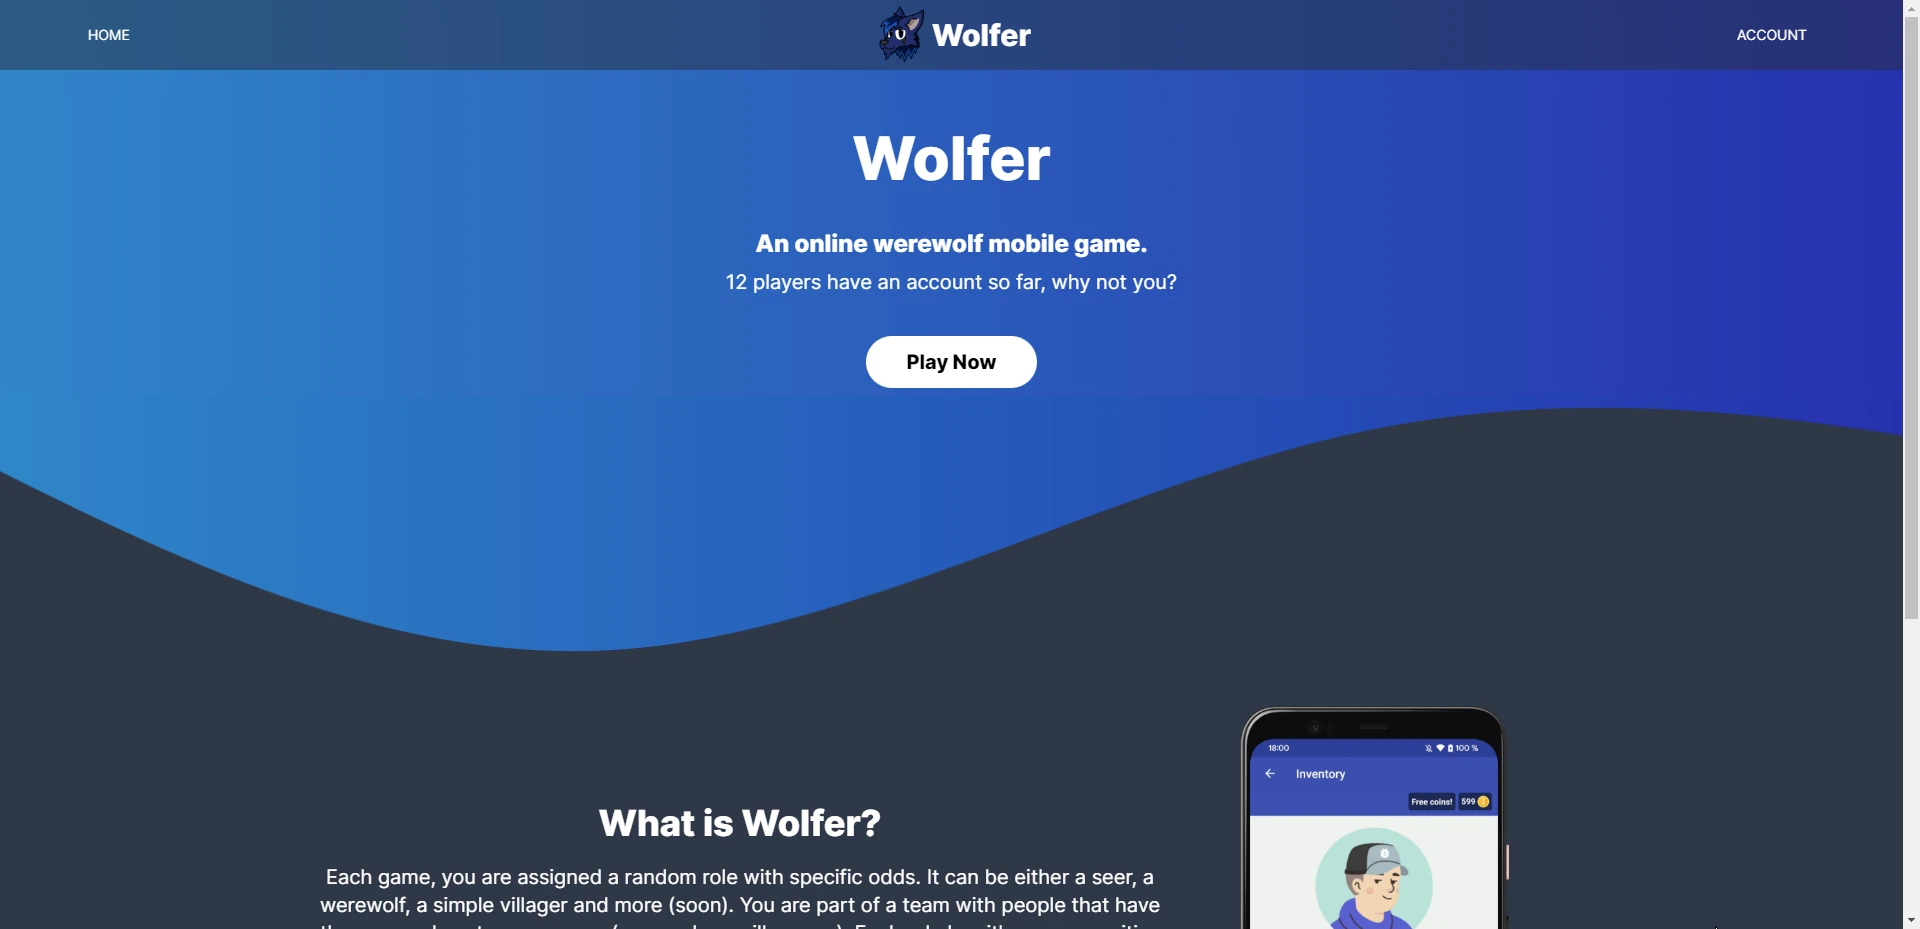 HOME
Wolfer
ACCOUNT
Wolfer
An online werewolf mobile game.
12 players have an account so far, why not you?
Play Now
18:00
100 %
Inventory
Free coins!
599
What is Wolfer?
Each game, you are assigned a random role with specific odds. It can be either a seer, a
werewolf, a simple villager and more (soon). You are part of a team with people that have